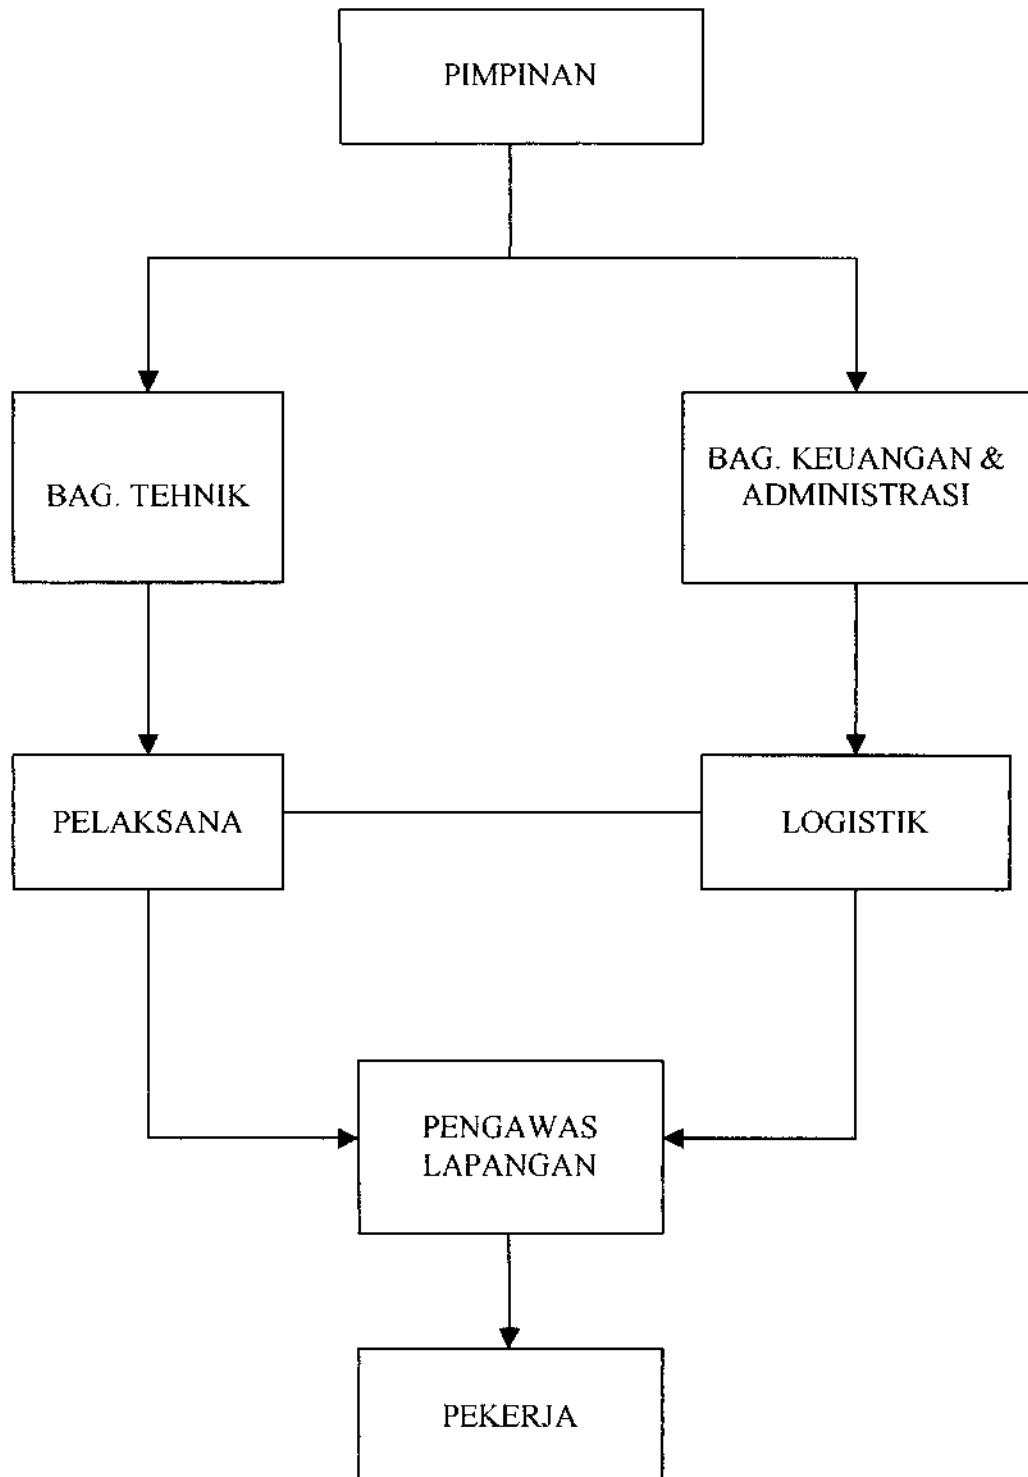 PIMPINAN
BAG. TEHNIK
BAG. KEUANGAN &
ADMINISTRASI
PELAKSANA
LOGISTIK
PENGAWAS
LAPANGAN
PEKERJA